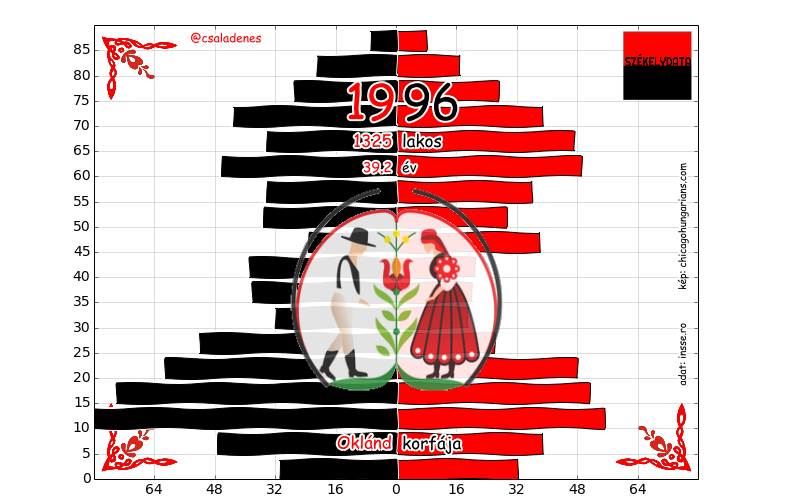 @csaladenes
SZÉKELYDATA
1996
1325 lakos
39.2 év
kép: chicagohungarians.com
adat: insse.ro
Oklánd korfája
85
80
75
70
65
60
55
50
45
40
35
30
25
20
15
10
5
0
64 48 32 16 0 16 32 48 64